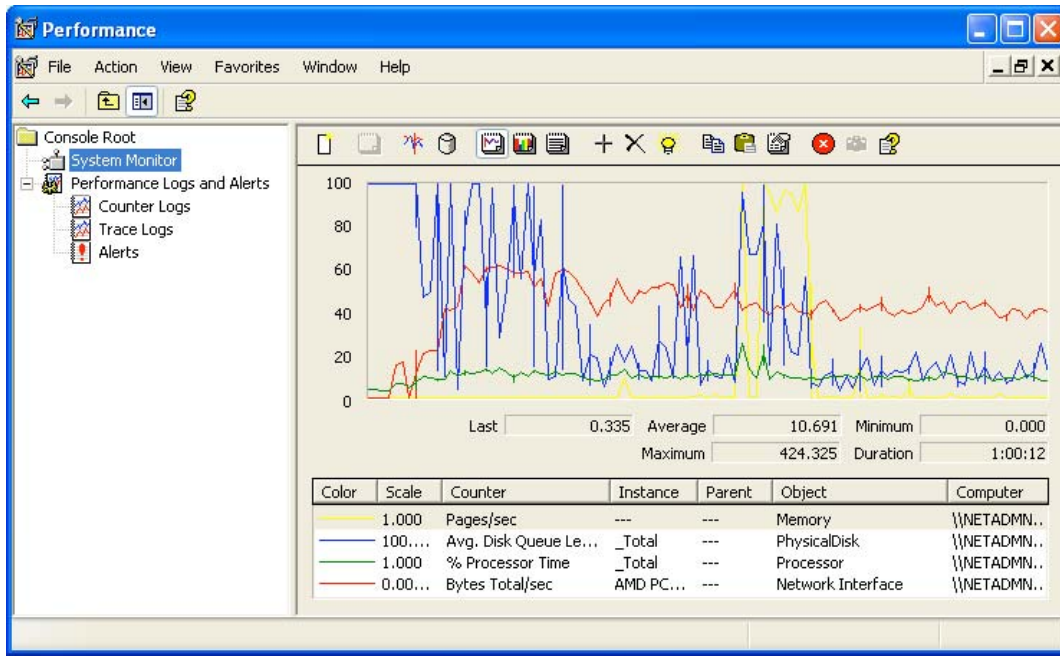 Performance
File Action View Favorites Window Help
Console Root
System Monitor
Performance Logs and Alerts
Counter Logs
Trace Logs
Alerts
100
80
60
40
20
0
Last 0.335 Average 10.691 Minimum 0.000
Maximum 424.325 Duration 1:00:12
Color Scale Counter Instance Parent Object Computer
1.000 Pages/sec --- --- Memory \\NETADMN..
100.... Avg. Disk Queue Le... _Total --- PhysicalDisk \\NETADMN..
1.000 % Processor Time _Total --- Processor \\NETADMN..
0.00... Bytes Total/sec AMD PC... --- Network Interface \\NETADMN..